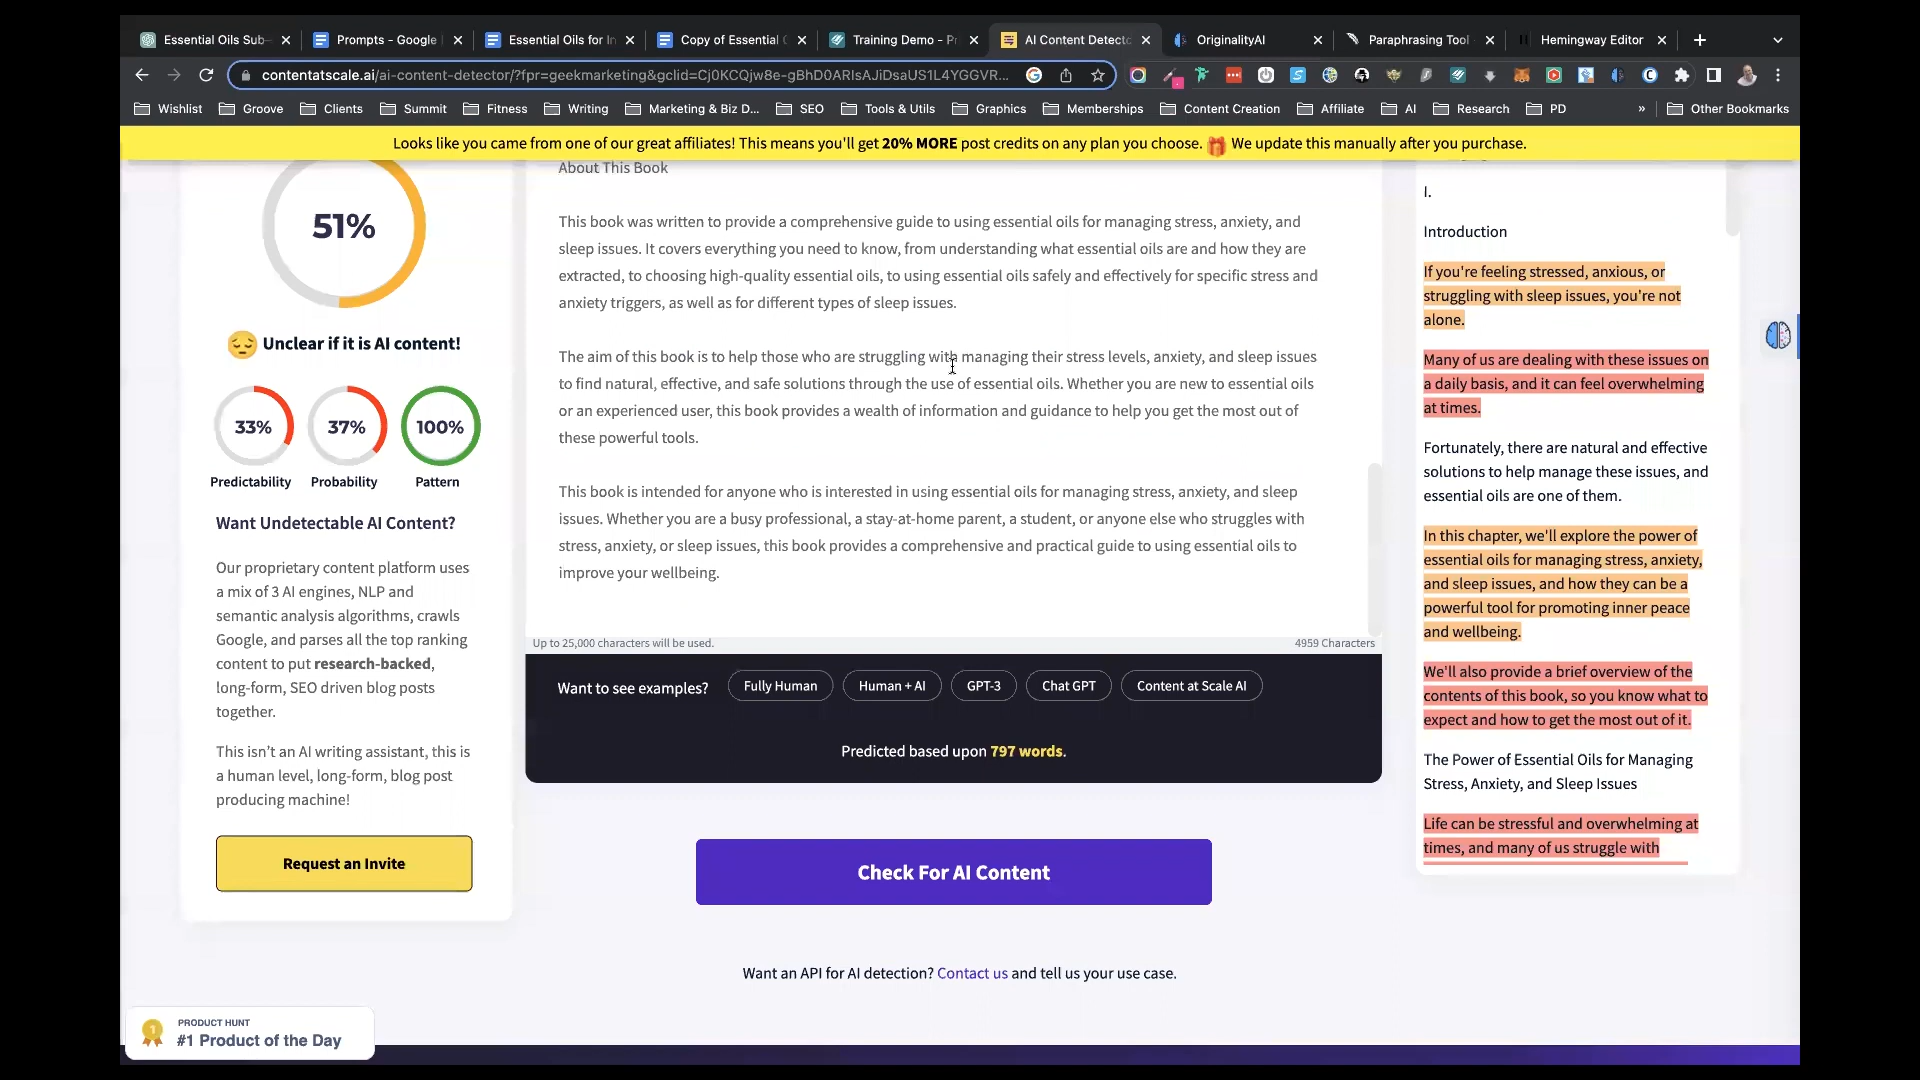 Essential Oils Sub-
Prompts - Google
Essential Oils for In
Copy of Essential
Training Demo - P
AI Content Detecto
OriginalityAI
Paraphrasing Tool
Hemingway Editor
contentatscale.ai/ai-content-detector/?fpr=geekmarketing&gclid=Cj0KCQjw8e-gBhD0ARIsAJiDsaUS1L4YGGVR...
Wishlist
Groove
Clients
Summit
Fitness
Writing
Marketing & Biz D...
SEO
Tools & Utils
Graphics
Memberships
Content Creation
Affiliate
AI
Research
PD
»
Other Bookmarks
Looks like you came from one of our great affiliates! This means you'll get 20% MORE post credits on any plan you choose. 🎁 We update this manually after you purchase.
51%
Unclear if it is AI content!
33%
37%
100%
Predictability
Probability
Pattern
Want Undetectable AI Content?
Our proprietary content platform uses
a mix of 3 AI engines, NLP and
semantic analysis algorithms, crawls
Google, and parses all the top ranking
content to put research-backed,
long-form, SEO driven blog posts
together.
This isn't an AI writing assistant, this is
a human level, long-form, blog post
producing machine!
Request an Invite
PRODUCT HUNT
#1 Product of the Day
About This Book
This book was written to provide a comprehensive guide to using essential oils for managing stress, anxiety, and
sleep issues. It covers everything you need to know, from understanding what essential oils are and how they are
extracted, to choosing high-quality essential oils, to using essential oils safely and effectively for specific stress and
anxiety triggers, as well as for different types of sleep issues.
The aim of this book is to help those who are struggling with managing their stress levels, anxiety, and sleep issues
to find natural, effective, and safe solutions through the use of essential oils. Whether you are new to essential oils
or an experienced user, this book provides a wealth of information and guidance to help you get the most out of
these powerful tools.
This book is intended for anyone who is interested in using essential oils for managing stress, anxiety, and sleep
issues. Whether you are a busy professional, a stay-at-home parent, a student, or anyone else who struggles with
stress, anxiety, or sleep issues, this book provides a comprehensive and practical guide to using essential oils to
improve your wellbeing.
Up to 25,000 characters will be used.
4959 Characters
Want to see examples?
Fully Human
Human + AI
GPT-3
Chat GPT
Content at Scale AI
Predicted based upon 797 words.
Check For AI Content
Want an API for AI detection? Contact us and tell us your use case.
I.
Introduction
If you're feeling stressed, anxious, or
struggling with sleep issues, you're not
alone.
Many of us are dealing with these issues on
a daily basis, and it can feel overwhelming
at times.
Fortunately, there are natural and effective
solutions to help manage these issues, and
essential oils are one of them.
In this chapter, we'll explore the power of
essential oils for managing stress, anxiety,
and sleep issues, and how they can be a
powerful tool for promoting inner peace
and wellbeing.
We'll also provide a brief overview of the
contents of this book, so you know what to
expect and how to get the most out of it.
The Power of Essential Oils for Managing
Stress, Anxiety, and Sleep Issues
Life can be stressful and overwhelming at
times, and many of us struggle with